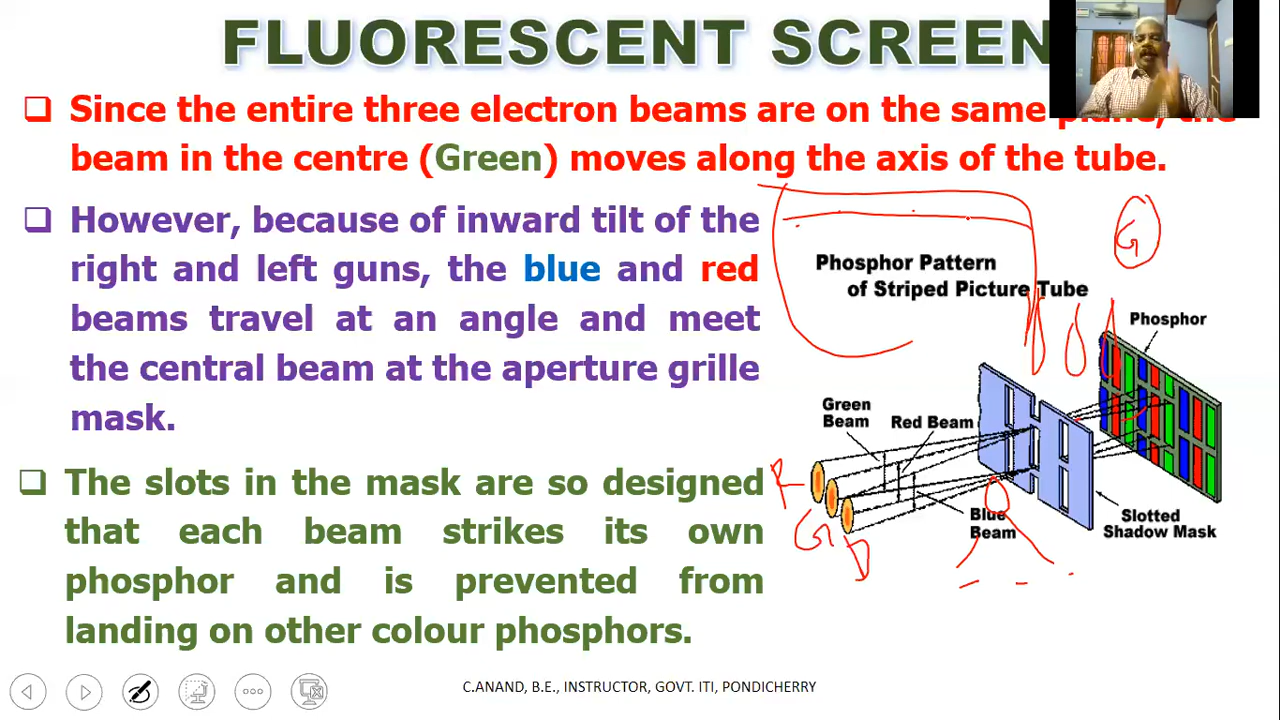 FLUORESCENT SCREEN
Since the entire three electron beams are on the same plane, the
beam in the centre (Green) moves along the axis of the tube.
However, because of inward tilt of the
right and left guns, the blue and red
beams travel at an angle and meet
the central beam at the aperture grille
mask.
The slots in the mask are so designed
that each beam strikes its own
phosphor and is prevented from
landing on other colour phosphors.
G
Phosphor Pattern
of Striped Picture Tube
Phosphor
Green
Beam
Red Beam
R
G
Blue
Beam
Slotted
Shadow Mask
C.ANAND, B.E., INSTRUCTOR, GOVT. ITI, PONDICHERRY